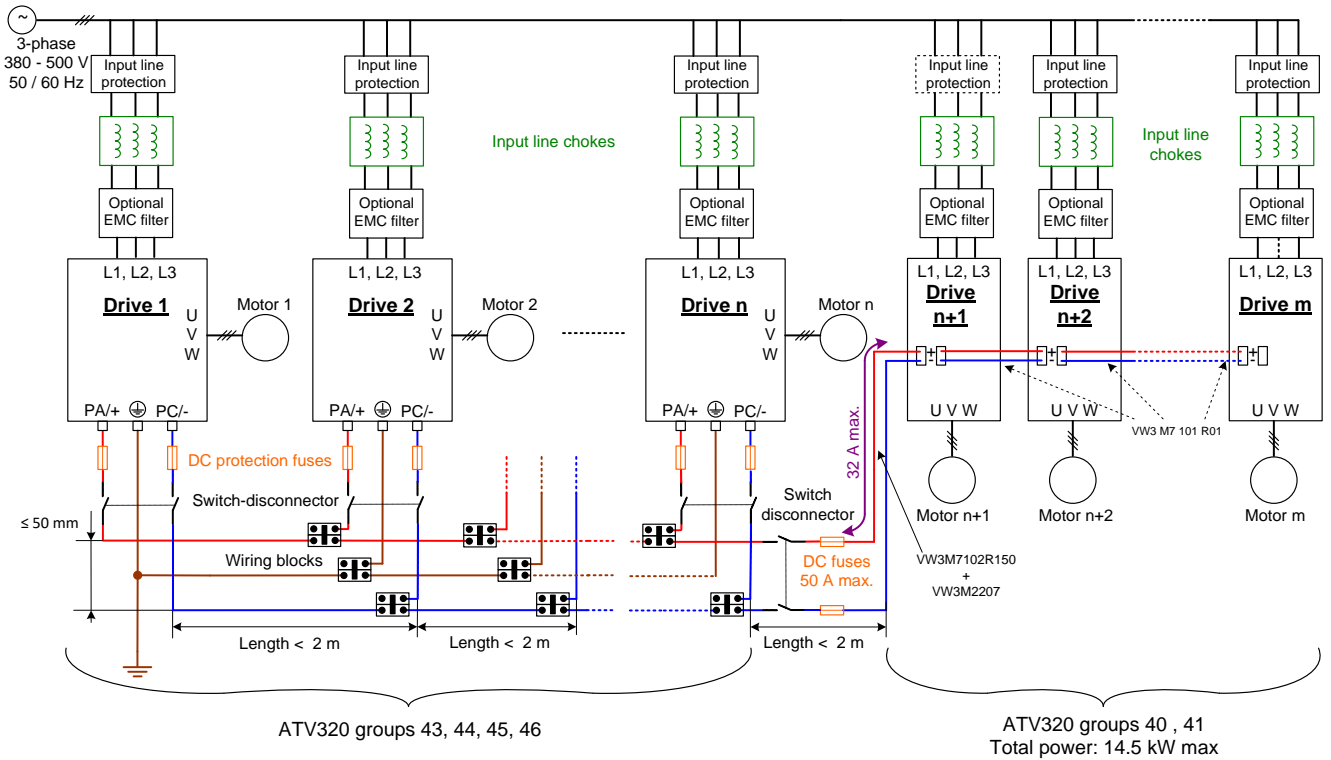 ~
3-phase
380 - 500 V
50 / 60 Hz
Input line
protection
Input line
protection
Input line
protection
Input line
protection
Input line
protection
Input line
protection
Input line chokes
Input line
chokes
Optional
EMC filter
Optional
EMC filter
Optional
EMC filter
Optional
EMC filter
Optional
EMC filter
Optional
EMC filter
L1, L2, L3
Drive 1
U
V
W
PA/+
PC/-
Motor 1
L1, L2, L3
Drive 2
U
V
W
PA/+
PC/-
Motor 2
L1, L2, L3
Drive n
U
V
W
PA/+
PC/-
Motor n
L1, L2, L3
Drive
n+1
+
-
U V W
Motor n+1
L1, L2, L3
Drive
n+2
+
-
U V W
Motor n+2
L1, L2, L3
Drive m
+
-
U V W
Motor m
VW3 M7 101 R01
32 A max.
DC protection fuses
Switch-disconnector
Switch
disconnector
≤ 50 mm
Wiring blocks
DC fuses
50 A max.
VW3M7102R150
+
VW3M2207
Length < 2 m
Length < 2 m
Length < 2 m
ATV320 groups 43, 44, 45, 46
ATV320 groups 40 , 41
Total power: 14.5 kW max